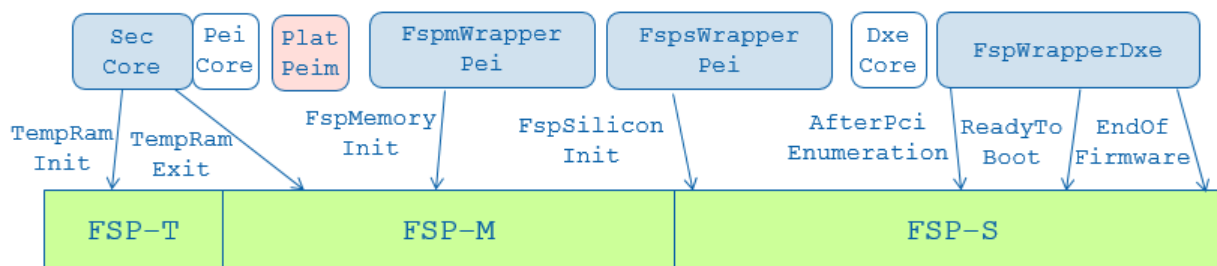 Sec
Core
Pei
Core
Plat
Peim
FspmWrapper
Pei
FspsWrapper
Pei
Dxe
Core
FspWrapperDxe
TempRam
Init
TempRam
Exit
FspMemory
Init
FspSilicon
Init
AfterPci
Enumeration
ReadyTo
Boot
EndOf
Firmware
FSP-T
FSP-M
FSP-S